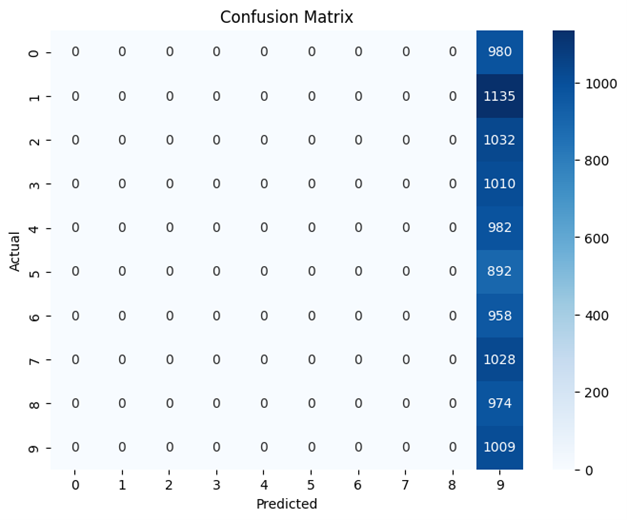 Confusion Matrix
0 0 0 0 0 0 0 0 0 0 980
1 0 0 0 0 0 0 0 0 0 1135
2 0 0 0 0 0 0 0 0 0 1032
3 0 0 0 0 0 0 0 0 0 1010
4 0 0 0 0 0 0 0 0 0 982
5 0 0 0 0 0 0 0 0 0 892
6 0 0 0 0 0 0 0 0 0 958
7 0 0 0 0 0 0 0 0 0 1028
8 0 0 0 0 0 0 0 0 0 974
9 0 0 0 0 0 0 0 0 0 1009
0 1 2 3 4 5 6 7 8 9
Predicted
Actual
1000
800
600
400
200
0